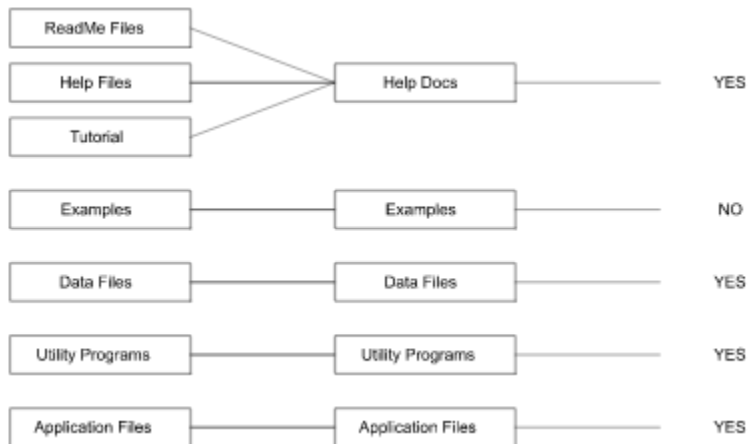 ReadMe Files
Help Files Help Docs YES
Tutorial
Examples Examples NO
Data Files Data Files YES
Utility Programs Utility Programs YES
Application Files Application Files YES